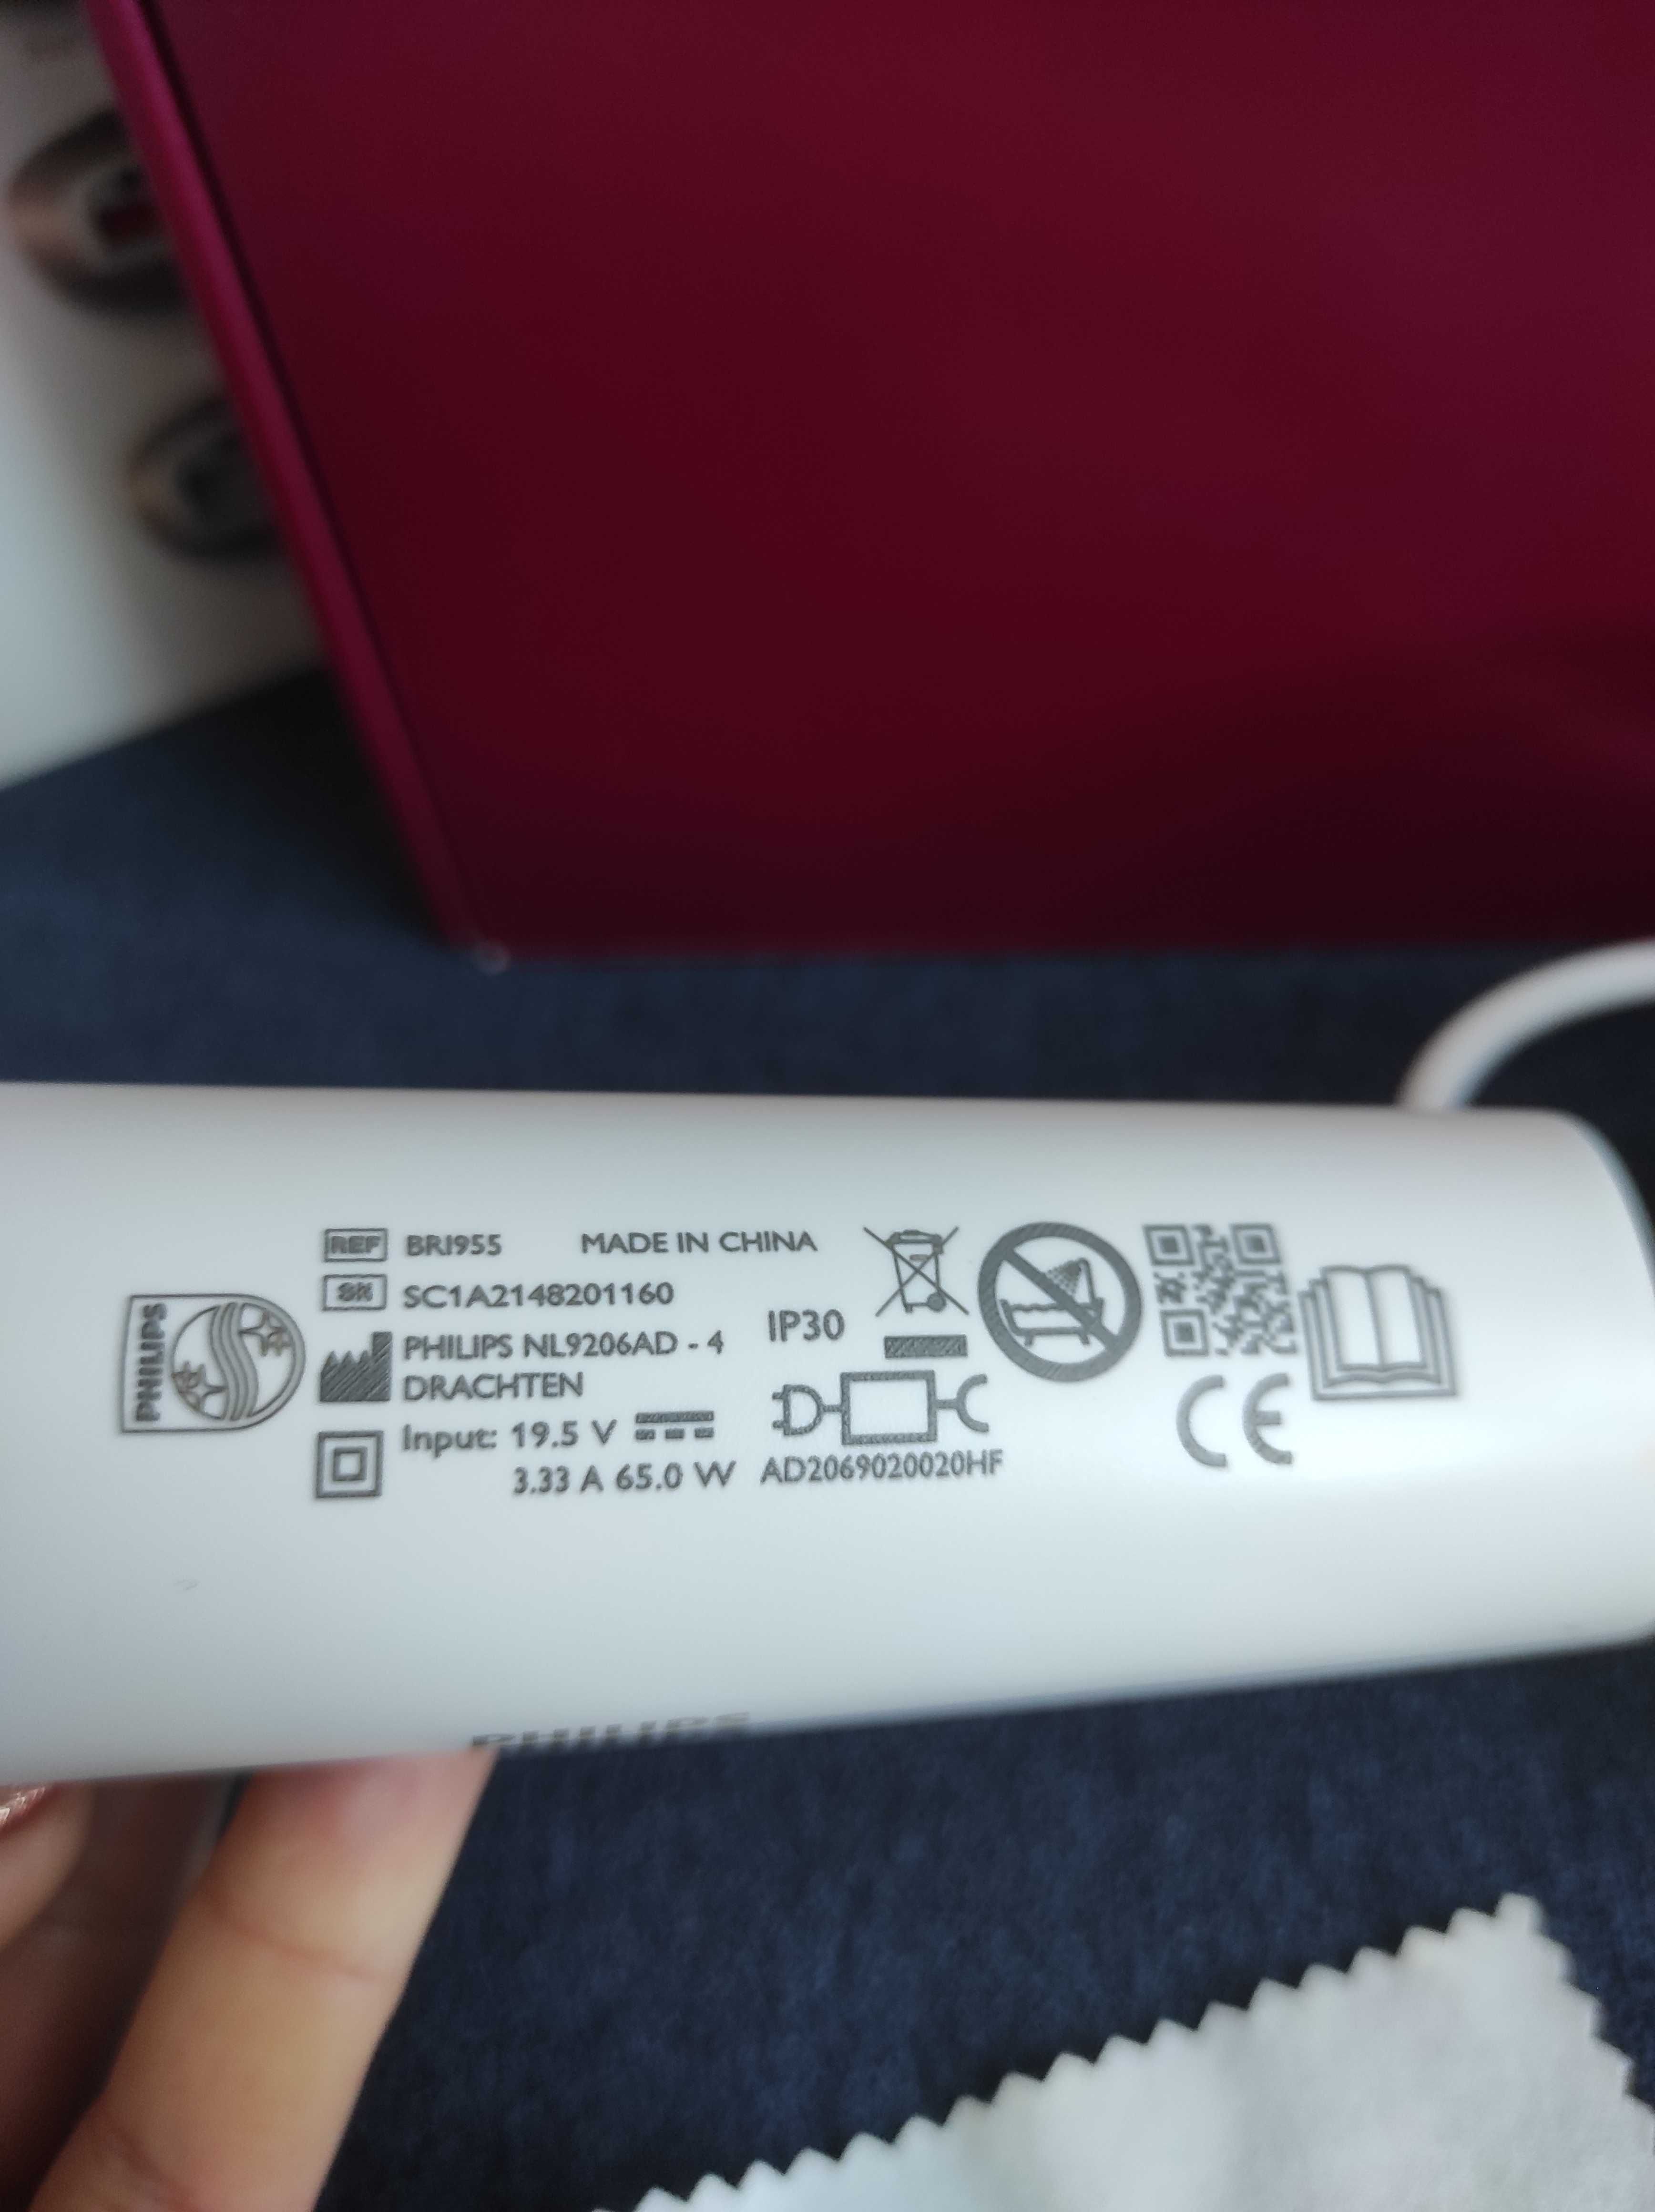 PHILIPS
REF BRI955 MADE IN CHINA
SN SC1A2148201160
PHILIPS NL9206AD - 4
DRACHTEN
IP30
Input: 19.5 V
3.33 A 65.0 W
AD2069020020HF
CE
PHILIPS